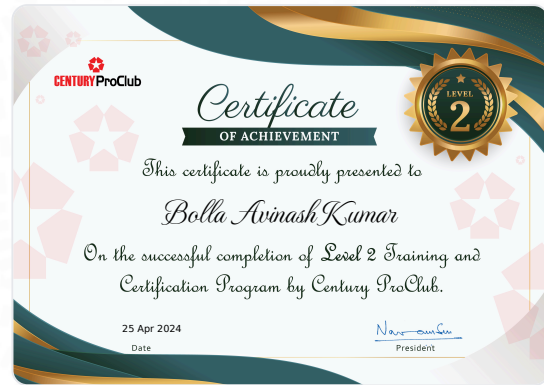 CENTURY ProClub
LEVEL
2
Certificate
OF ACHIEVEMENT
This certificate is proudly presented to
Bolla Avinash Kumar
On the successful completion of Level 2 Training and
Certification Program by Century ProClub.
25 Apr 2024
Date
President